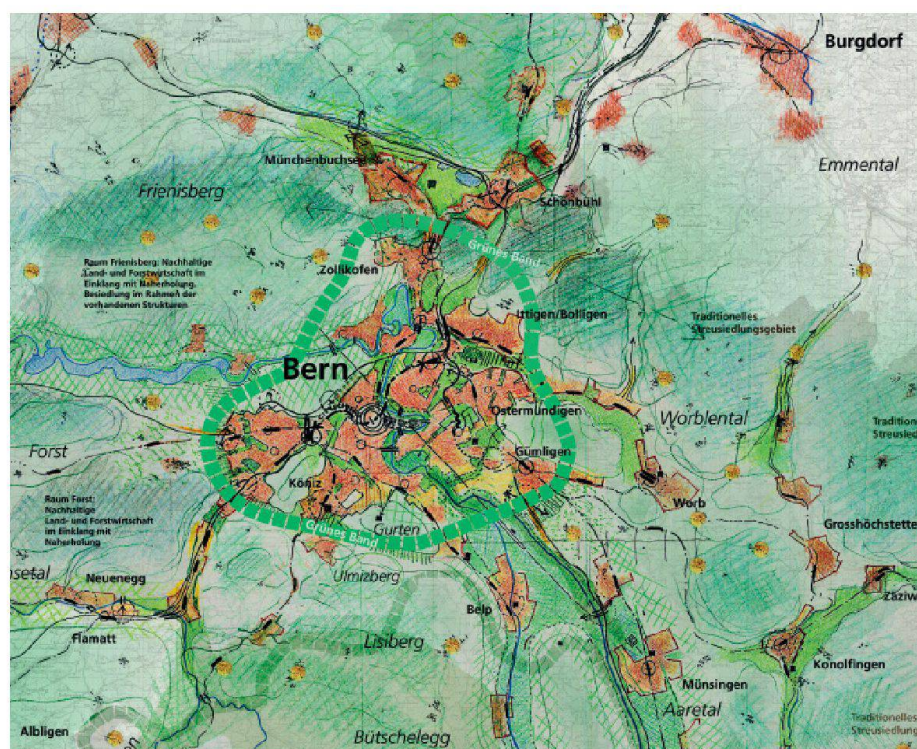 Burgdorf
Münchenbuchsee
Emmental
Frienisberg
Schönbühl
Grünes Band
Raum Frienisberg: Nachhaltige
Land- und Forstwirtschaft im
Einklang mit Naherholung.
Besiedlung im Rahmen der
vorhandenen Strukturen
Zollikofen
Ittigen/Bolligen
Traditionelles
Streusiedlungsgebiet
Bern
Ostermundigen
Worblental
Forst
Gümligen
Köniz
Raum Forst:
Nachhaltige
Land- und Forstwirtschaft
im Einklang mit
Naherholung
Worb
Grosshöchstette
Grünes Band
Gurten
Neuenegg
Ulmizberg
Flamatt
Belp
Lisiberg
Konolfingen
Münsingen
Aaretal
Albligen
Bütschelegg
Traditionelles
Streusiedlungs